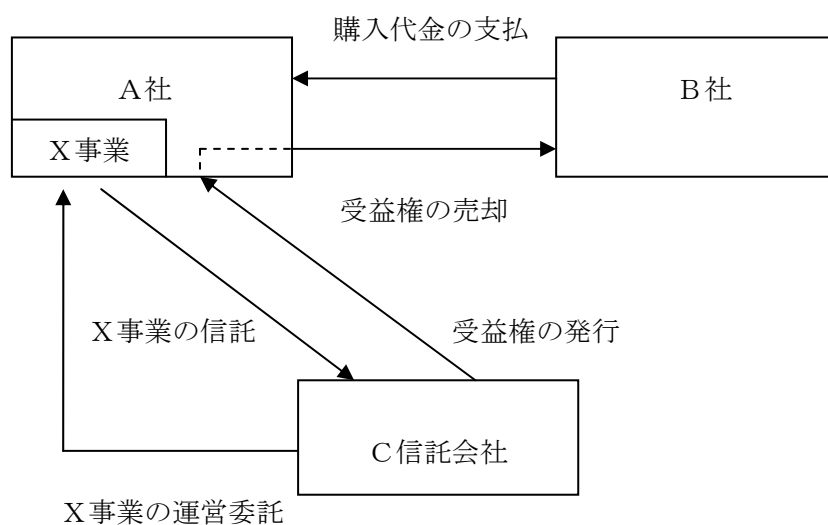 購入代金の支払
A社
B社
X事業
受益権の売却
X事業の信託
受益権の発行
C信託会社
X事業の運営委託